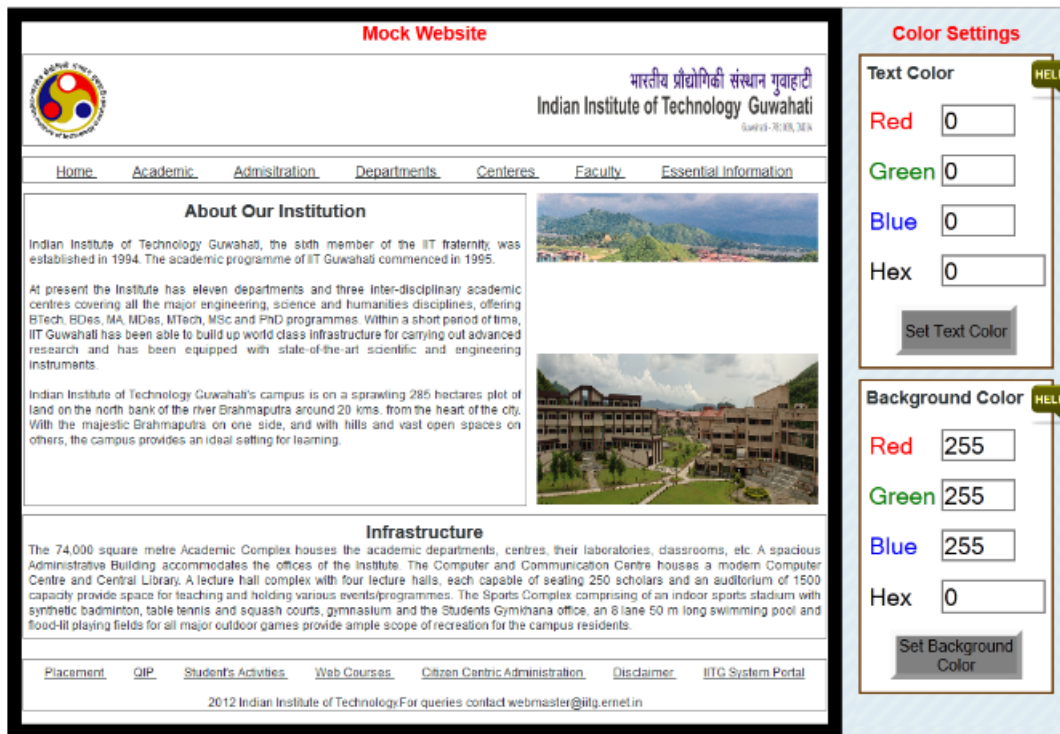 Mock Website
भारतीय प्रौद्योगिकी संस्थान गुवाहाटी
Indian Institute of Technology Guwahati
Home Academic Admisitration Departments Centeres Faculty Essential Information
About Our Institution
Indian Institute of Technology Guwahati, the sixth member of the IIT fraternity, was
established in 1994. The academic programme of IIT Guwahati commenced in 1995.
At present the Institute has eleven departments and three inter-disciplinary academic
centres covering all the major engineering, science and humanities disciplines, offering
BTech, BDes, MA, MDes, MTech, MSc and PhD programmes. Within a short period of time,
IIT Guwahati has been able to build up world class infrastructure for carrying out advanced
research and has been equipped with state-of-the-art scientific and engineering
instruments.
Indian Institute of Technology Guwahati's campus is on a sprawling 285 hectares plot of
land on the north bank of the river Brahmaputra around 20 kms. from the heart of the city.
With the majestic Brahmaputra on one side, and with hills and vast open spaces on
others, the campus provides an ideal setting for learning.
Infrastructure
The 74,000 square metre Academic Complex houses the academic departments, centres, their laboratories, classrooms, etc. A spacious
Administrative Building accommodates the offices of the Institute. The Computer and Communication Centre houses a modern Computer
Centre and Central Library. A lecture hall complex with four lecture halls, each capable of seating 250 scholars and an auditorium of 1500
capacity provide space for teaching and holding various events/programmes. The Sports Complex comprising of an indoor sports stadium with
synthetic badminton, table tennis and squash courts, gymnasium and the Students Gymkhana office, an 8 lane 50 m long swimming pool and
flood-lit playing fields for all major outdoor games provide ample scope of recreation for the campus residents.
Placement QIP Student's Activities Web Courses Citizen Centric Administration Disclaimer IITG System Portal
2012 Indian Institute of Technology.For queries contact webmaster@iitg.ernet.in
Color Settings
Text Color
HEL
Red 0
Green 0
Blue 0
Hex 0
Set Text Color
Background Color
HEL
Red 255
Green 255
Blue 255
Hex 0
Set Background
Color